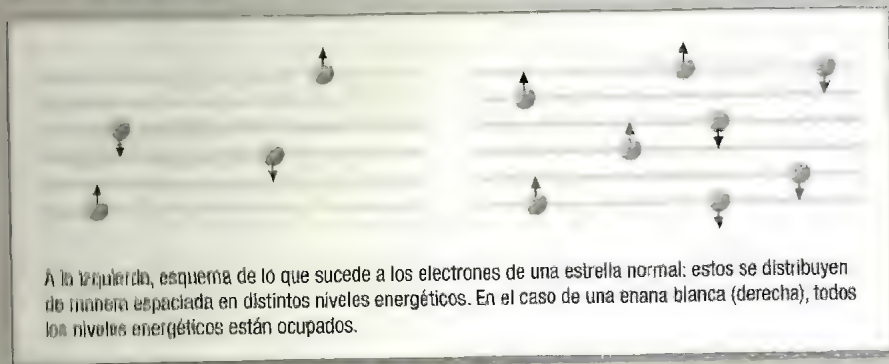 A la izquierda, esquema de lo que sucede a los electrones de una estrella normal: estos se distribuyen
de manera espaciada en distintos niveles energéticos. En el caso de una enana blanca (derecha), todos
los niveles energéticos están ocupados.